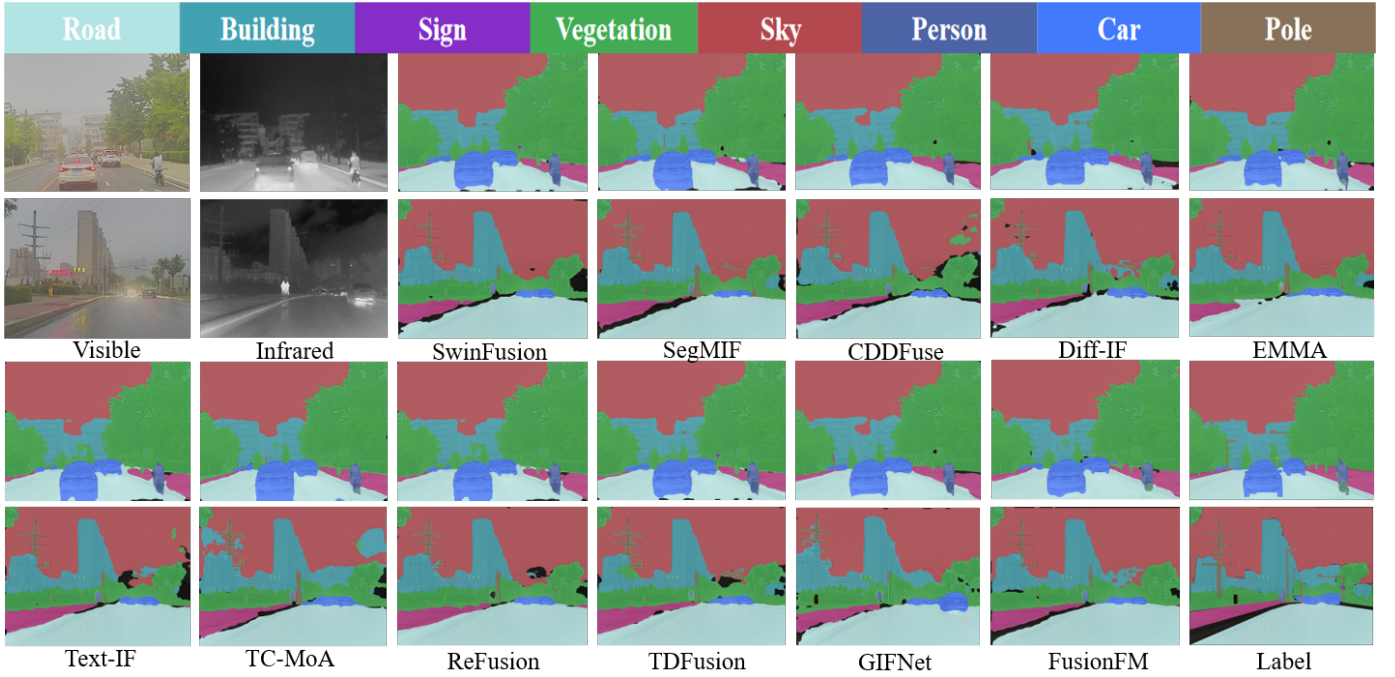 Road Building Sign Vegetation Sky Person Car Pole
Visible Infrared SwinFusion SegMIF CDDFuse Diff-IF EMMA
Text-IF TC-MoA ReFusion TDFusion GIFNet FusionFM Label